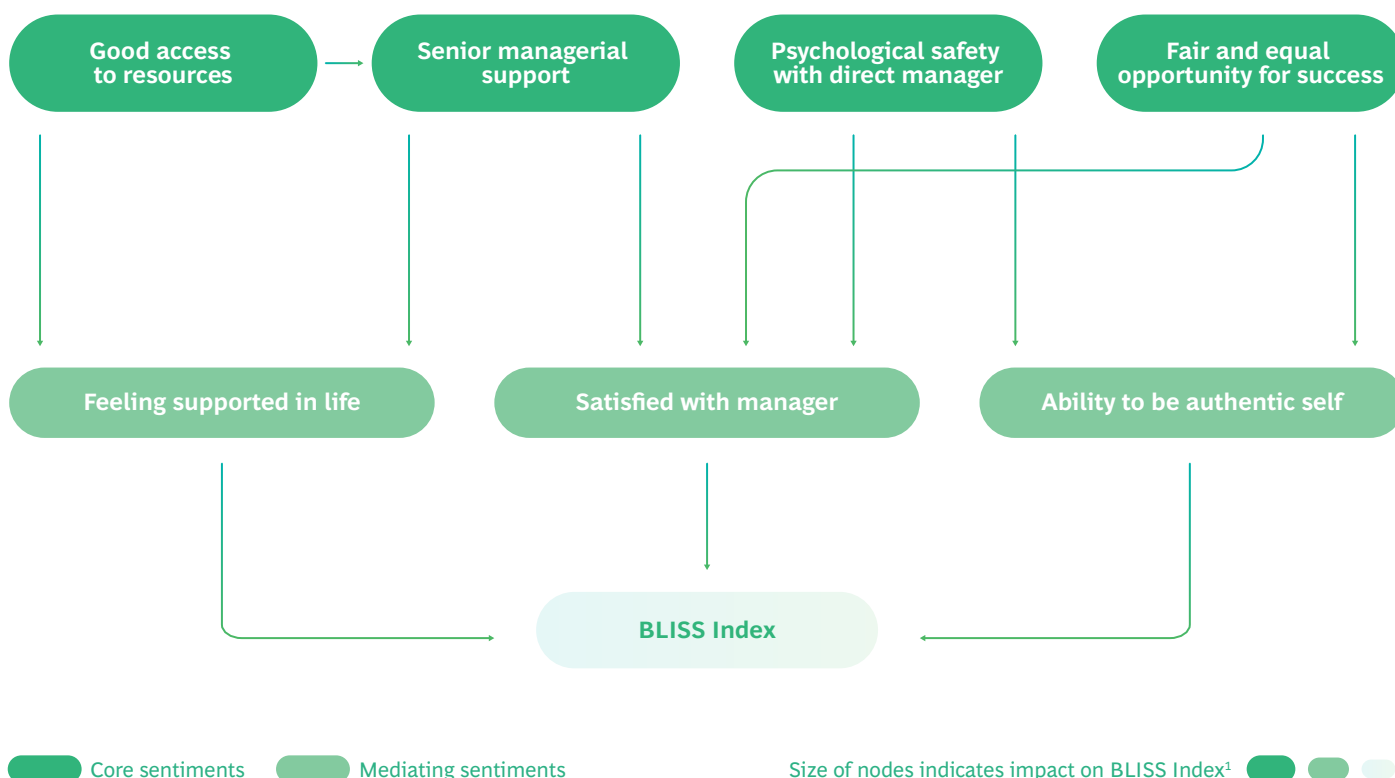 Good access
to resources
Senior managerial
support
Psychological safety
with direct manager
Fair and equal
opportunity for success
Feeling supported in life
Satisfied with manager
Ability to be authentic self
BLISS Index
Core sentiments
Mediating sentiments
Size of nodes indicates impact on BLISS Index¹